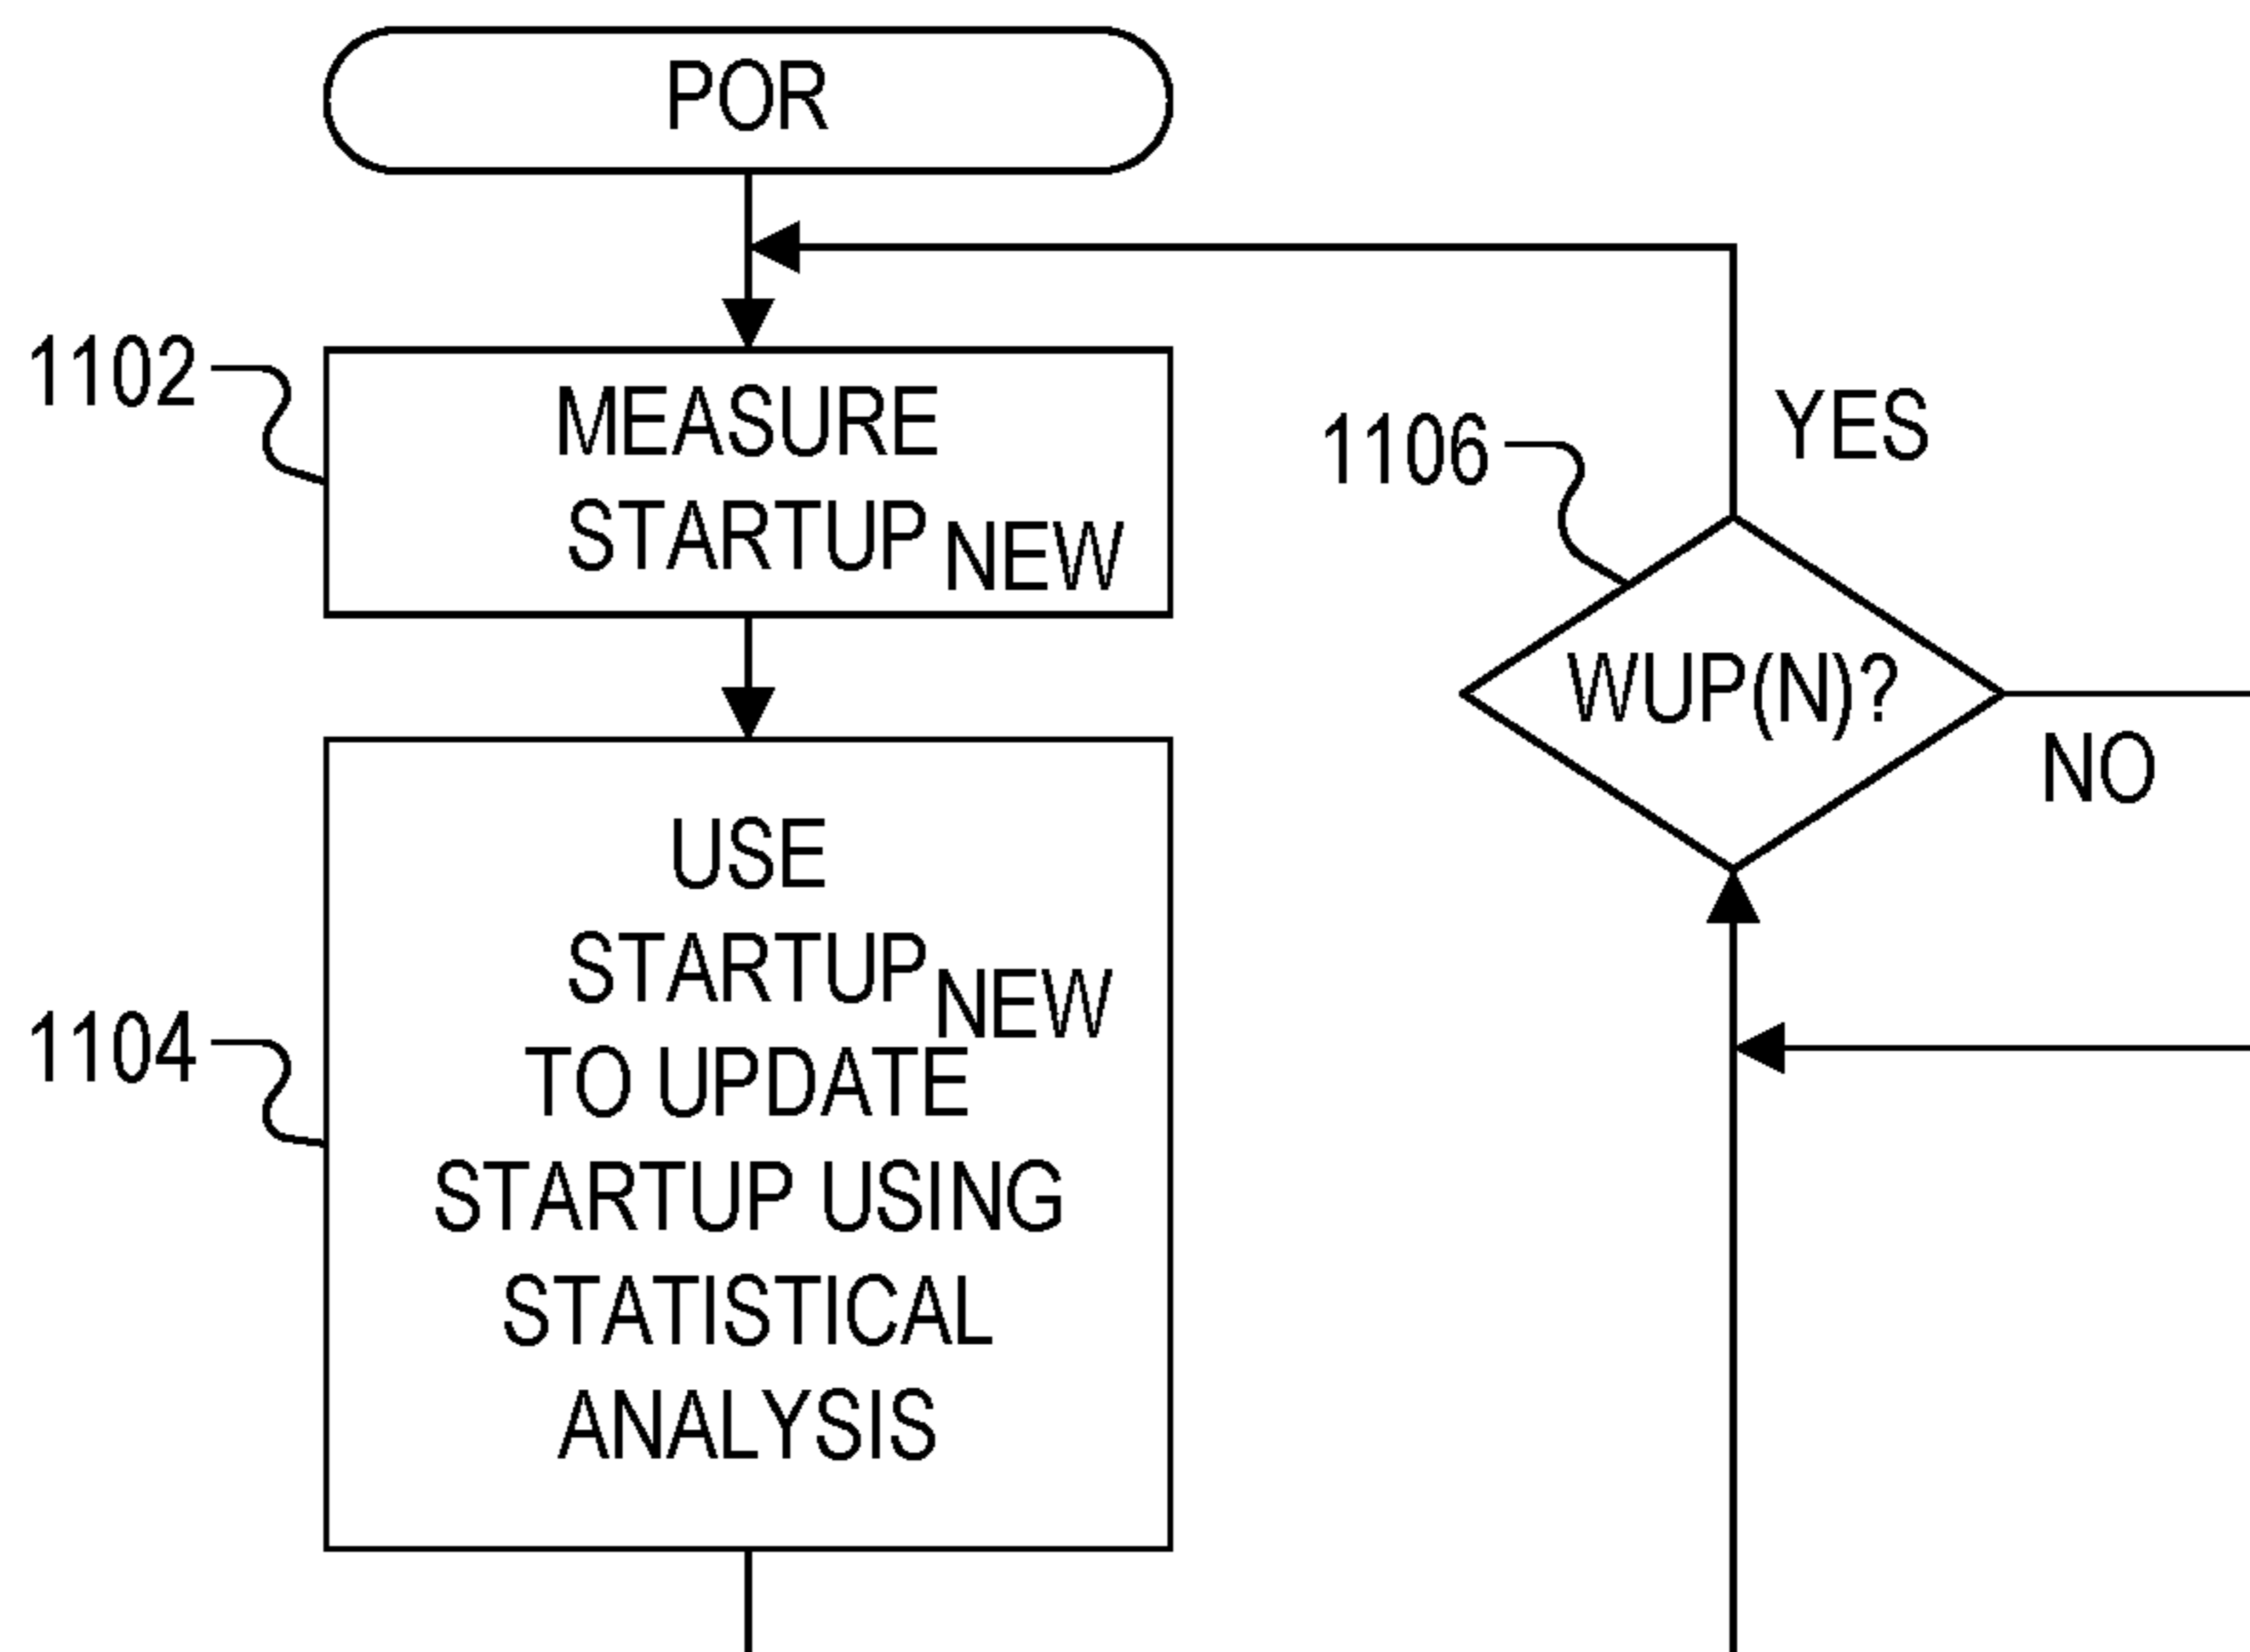 POR
1102
MEASURE
STARTUP NEW
1104
USE
STARTUP NEW
TO UPDATE
STARTUP USING
STATISTICAL
ANALYSIS
YES
1106
WUP(N)?
NO